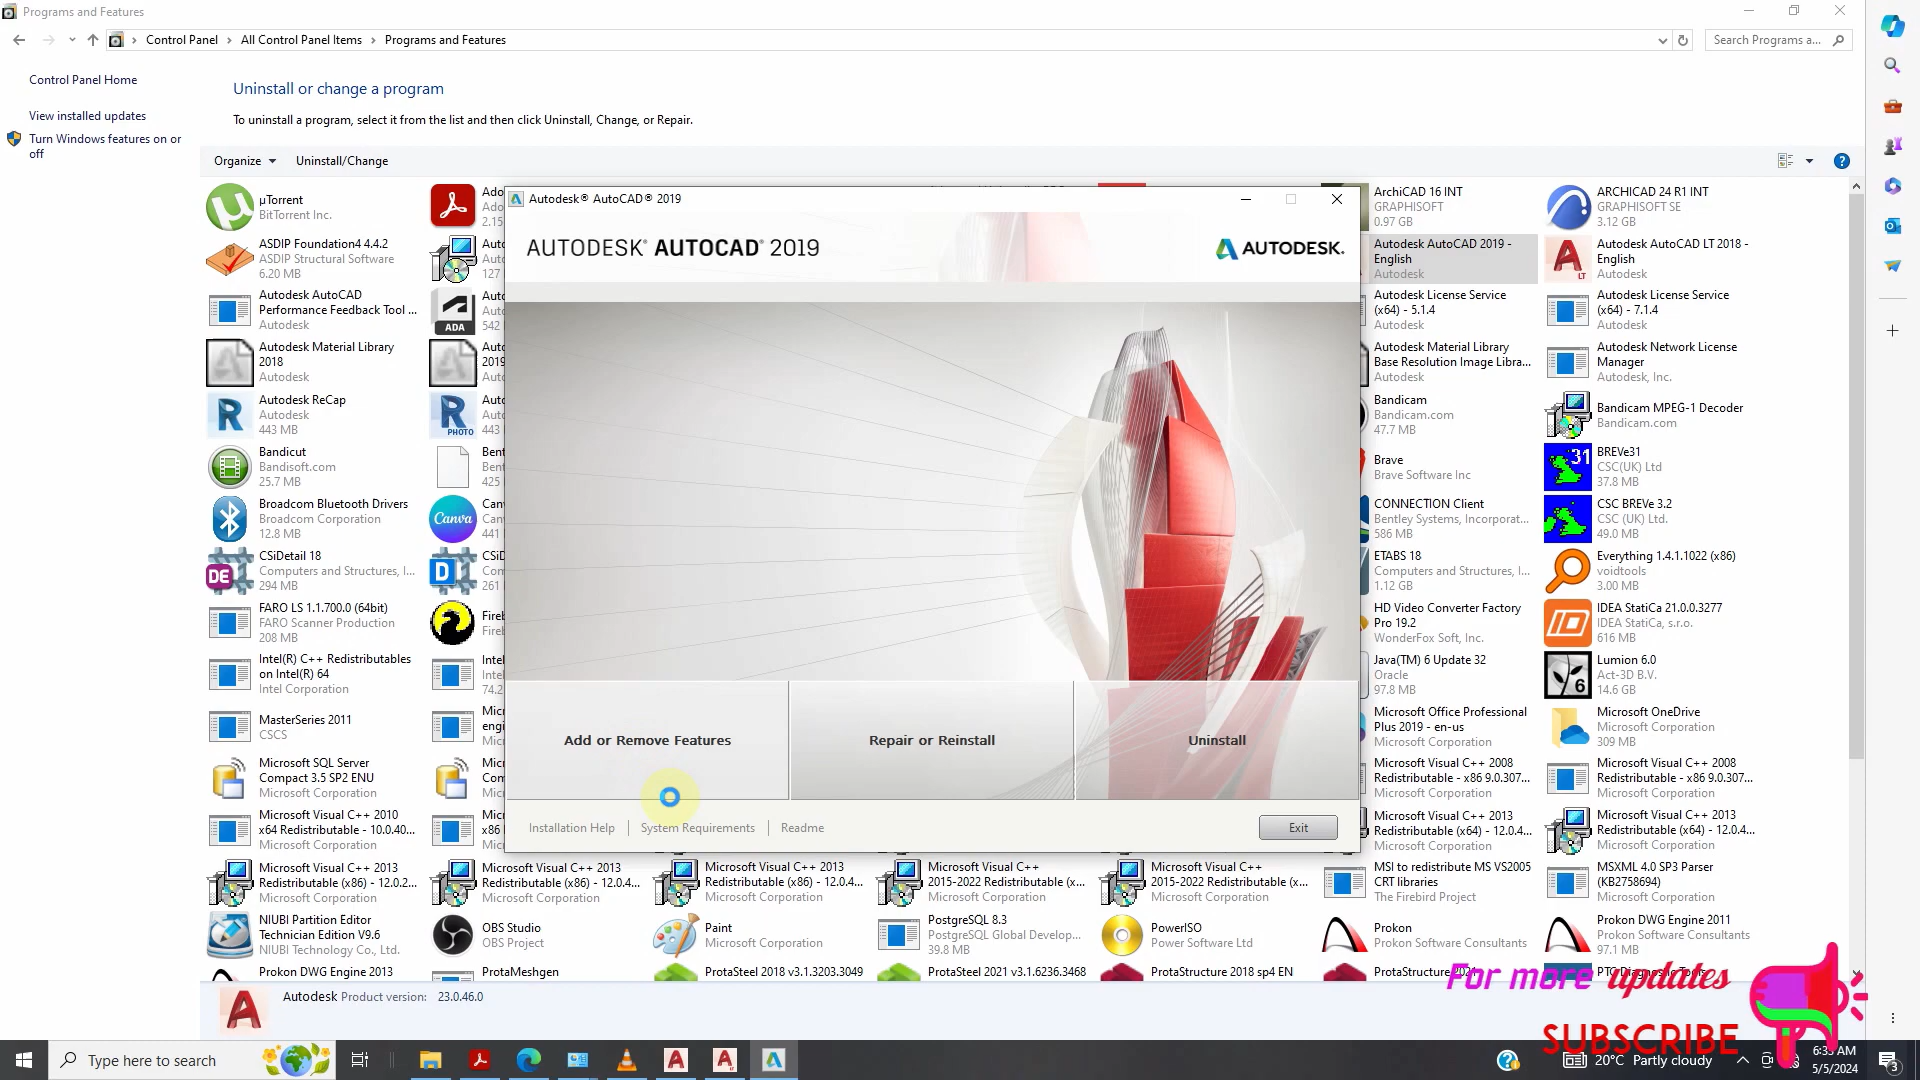 Programs and Features
Control Panel > All Control Panel Items > Programs and Features
Search Programs a...
Control Panel Home
View installed updates
Turn Windows features on or
off
Uninstall or change a program
To uninstall a program, select it from the list and then click Uninstall, Change, or Repair.
Organize
Uninstall/Change
µTorrent
BitTorrent Inc.
ASDIP Foundation4 4.4.2
ASDIP Structural Software
6.20 MB
Autodesk AutoCAD
Performance Feedback Tool ...
Autodesk
Autodesk Material Library
2018
Autodesk
Autodesk ReCap
443 MB
Bandicut
Bandisoft.com
25.7 MB
Broadcom Bluetooth Drivers
Broadcom Corporation
12.8 MB
CSiDetail 18
Computers and Structures, I...
294 MB
FARO LS 1.1.700.0 (64bit)
FARO Scanner Production
208 MB
Intel(R) C++ Redistributables
on Intel(R) 64
Intel Corporation
MasterSeries 2011
CSCS
Microsoft SQL Server
Compact 3.5 SP2 ENU
Microsoft Corporation
Microsoft Visual C++ 2010
x64 Redistributable - 10.0.40...
Microsoft Corporation
Microsoft Visual C++ 2013
Redistributable (x86) - 12.0.2...
Microsoft Corporation
NIUBI Partition Editor
Technician Edition V9.6
NIUBI Technology Co., Ltd.
Prokon DWG Engine 2013
Autodesk® AutoCAD® 2019
AUTODESK® AUTOCAD® 2019
AUTODESK.
Add or Remove Features
Repair or Reinstall
Uninstall
Installation Help
System Requirements
Readme
Exit
Microsoft Visual C++ 2013
Redistributable (x86) - 12.0.4...
Microsoft Corporation
Microsoft Visual C++ 2013
Redistributable (x86) - 12.0.4...
Microsoft Corporation
Microsoft Visual C++
2015-2022 Redistributable (x...
Microsoft Corporation
Microsoft Visual C++
2015-2022 Redistributable (x...
Microsoft Corporation
MSI to redistribute MS VS2005
CRT libraries
The Firebird Project
MSXML 4.0 SP3 Parser
(KB2758694)
Microsoft Corporation
OBS Studio
OBS Project
Paint
Microsoft Corporation
PostgreSQL 8.3
PostgreSQL Global Develop...
39.8 MB
PowerISO
Power Software Ltd
Prokon
Prokon Software Consultants
Prokon DWG Engine 2011
Prokon Software Consultants
97.1 MB
ProtaMeshgen
ProtaSteel 2018 v3.1.3203.3049
ProtaSteel 2021 v3.1.6236.3468
ProtaStructure 2018 sp4 EN
ArchiCAD 16 INT
GRAPHISOFT
0.97 GB
ARCHICAD 24 R1 INT
GRAPHISOFT SE
3.12 GB
Autodesk AutoCAD 2019 -
English
Autodesk
Autodesk AutoCAD LT 2018 -
English
Autodesk
Autodesk License Service
(x64) - 5.1.4
Autodesk
Autodesk License Service
(x64) - 7.1.4
Autodesk
Autodesk Material Library
Base Resolution Image Libra...
Autodesk
Autodesk Network License
Manager
Autodesk, Inc.
Bandicam
Bandicam.com
47.7 MB
Bandicam MPEG-1 Decoder
Bandicam.com
Brave
Brave Software Inc
BREVe31
CSC(UK) Ltd
37.8 MB
CONNECTION Client
Bentley Systems, Incorporat...
586 MB
CSC BREVe 3.2
CSC (UK) Ltd.
49.0 MB
ETABS 18
Computers and Structures, I...
1.12 GB
Everything 1.4.1.1022 (x86)
voidtools
3.00 MB
HD Video Converter Factory
Pro 19.2
WonderFox Soft, Inc.
IDEA StatiCa 21.0.0.3277
IDEA StatiCa, s.r.o.
616 MB
Java(TM) 6 Update 32
Oracle
97.8 MB
Lumion 6.0
Act-3D B.V.
14.6 GB
Microsoft Office Professional
Plus 2019 - en-us
Microsoft Corporation
Microsoft OneDrive
Microsoft Corporation
309 MB
Microsoft Visual C++ 2008
Redistributable - x86 9.0.307...
Microsoft Corporation
Microsoft Visual C++ 2008
Redistributable - x86 9.0.307...
Microsoft Corporation
Microsoft Visual C++ 2013
Redistributable (x64) - 12.0.4...
Microsoft Corporation
Microsoft Visual C++ 2013
Redistributable (x64) - 12.0.4...
Microsoft Corporation
Autodesk Product version: 23.0.46.0
For more updates
SUBSCRIBE
Type here to search
20°C Partly cloudy
5/5/2024